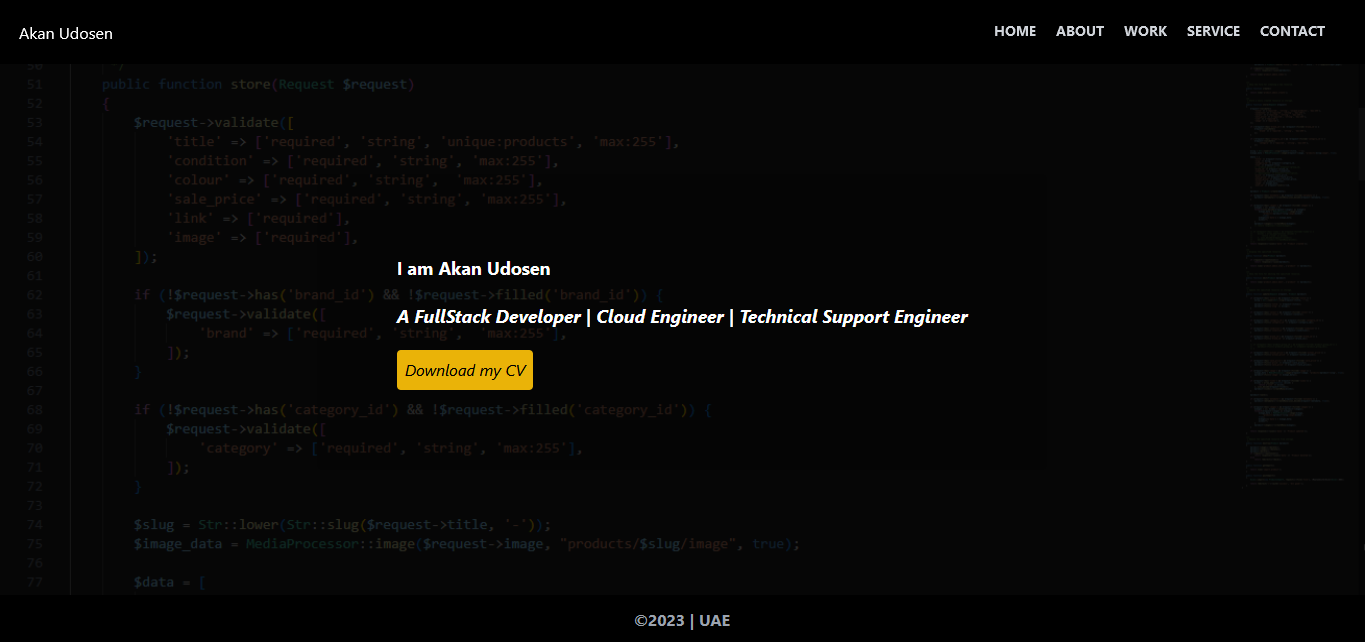 Akan Udosen
HOME ABOUT WORK SERVICE CONTACT
50 */
51 public function store(Request $request)
52 {
53 $request->validate([
54 'title' => ['required', 'string', 'unique:products', 'max:255'],
55 'condition' => ['required', 'string', 'max:255'],
56 'colour' => ['required', 'string', 'max:255'],
57 'sale_price' => ['required', 'string', 'max:255'],
58 'link' => ['required'],
59 'image' => ['required'],
60 ]);
61
I am Akan Udosen
62 if (!$request->has('brand_id') && !$request->filled('brand_id')) {
63 $request->validate([
A FullStack Developer | Cloud Engineer | Technical Support Engineer
64 'brand' => ['required', 'string', 'max:255'],
65 ]);
66 }
Download my CV
67
68 if (!$request->has('category_id') && !$request->filled('category_id')) {
69 $request->validate([
70 'category' => ['required', 'string', 'max:255'],
71 ]);
72 }
73
74 $slug = Str::lower(Str::slug($request->title, '-'));
75 $image_data = MediaProcessor::image($request->image, "products/$slug/image", true);
76
77 $data = [
©2023 | UAE